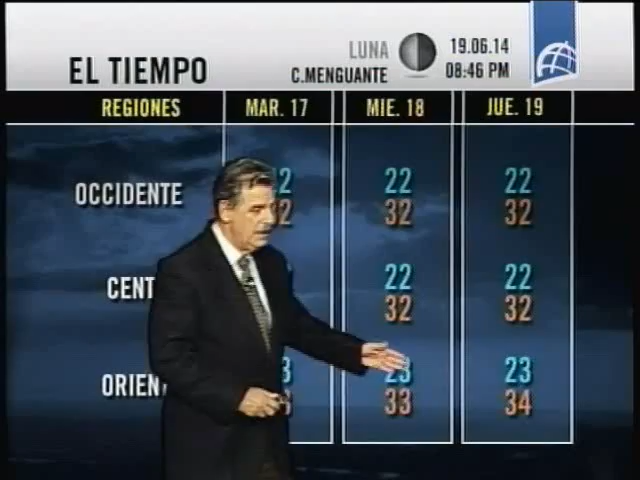 LUNA
C.MENGUANTE
19.06.14
08:46 PM
EL TIEMPO
REGIONES MAR. 17 MIE. 18 JUE. 19
OCCIDENTE 22 22
32 32
22 22
32 32
23 23
33 34